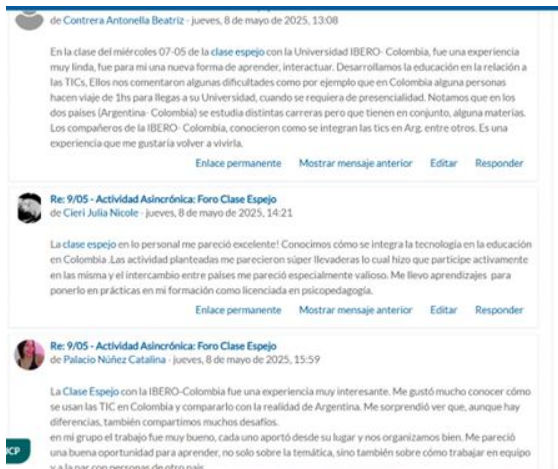 de Contrera Antonella Beatriz - jueves, 8 de mayo de 2025, 13:08
En la clase del miércoles 07-05 de la clase espejo con la Universidad IBERO- Colombia, fue una experiencia
muy linda, fue para mi una nueva forma de aprender, interactuar. Desarrollamos la educación en la relación a
las TICs, Ellos nos comentaron algunas dificultades como por ejemplo que en Colombia alguna personas
hacen viaje de 1hs para llegas a su Universidad, cuando se requiera de presencialidad. Notamos que en los
dos países (Argentina- Colombia) se estudia distintas carreras pero que tienen en conjunto, alguna materias.
Los compañeros de la IBERO- Colombia, conocieron como se integran las tics en Arg. entre otros. Es una
experiencia que me gustaría volver a vivirla.
Enlace permanente Mostrar mensaje anterior Editar Responder
Re: 9/05 - Actividad Asincrónica: Foro Clase Espejo
de Cieri Julia Nicole - jueves, 8 de mayo de 2025, 14:21
La clase espejo en lo personal me pareció excelente! Conocimos cómo se integra la tecnología en la educación
en Colombia .Las actividad planteadas me parecieron súper llevaderas lo cual hizo que participe activamente
en las misma y el intercambio entre países me pareció especialmente valioso. Me llevo aprendizajes para
ponerlo en prácticas en mi formación como licenciada en psicopedagogía.
Enlace permanente Mostrar mensaje anterior Editar Responder
Re: 9/05 - Actividad Asincrónica: Foro Clase Espejo
de Palacio Núñez Catalina - jueves, 8 de mayo de 2025, 15:59
La Clase Espejo con la IBERO-Colombia fue una experiencia muy interesante. Me gustó mucho conocer cómo
se usan las TIC en Colombia y compararlo con la realidad de Argentina. Me sorprendió ver que, aunque hay
diferencias, también compartimos muchos desafíos.
en mi grupo el trabajo fue muy bueno, cada uno aportó desde su lugar y nos organizamos bien. Me pareció
una buena oportunidad para aprender, no solo sobre la temática, sino también sobre cómo trabajar en equipo
y a la par con personas de otro país